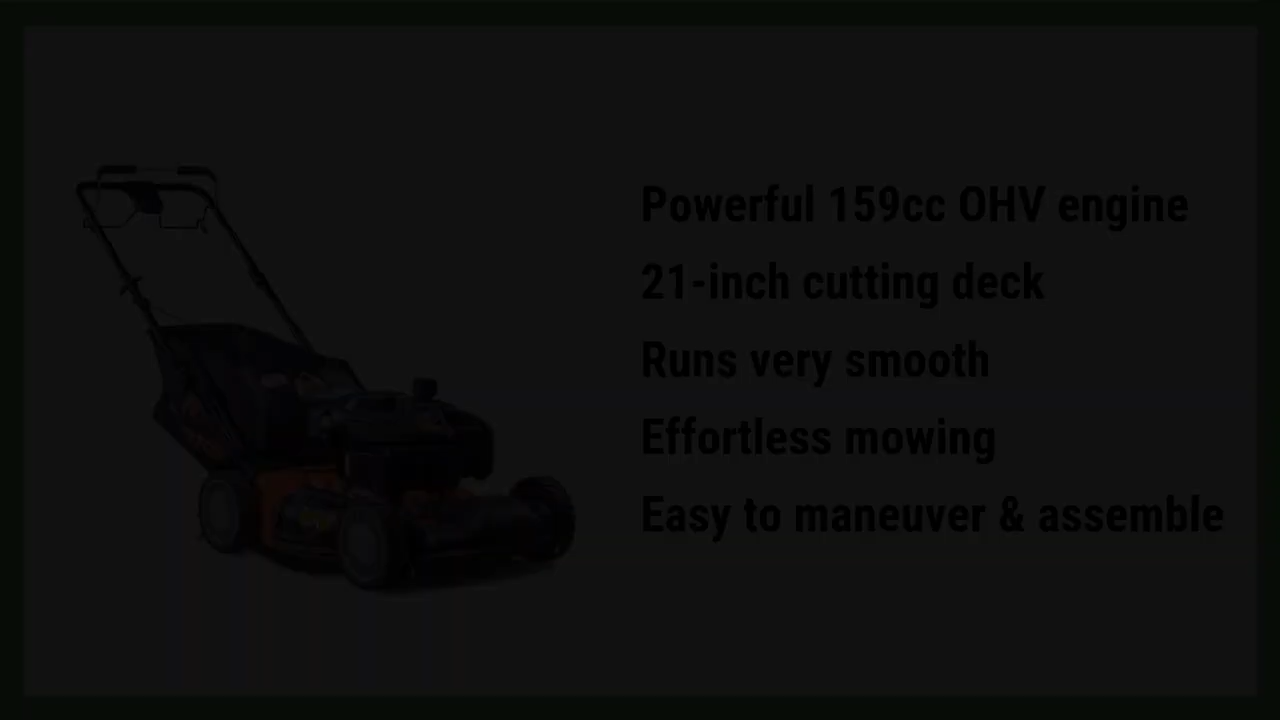 Powerful 159cc OHV engine
21-inch cutting deck
Runs very smooth
Effortless mowing
Easy to maneuver & assemble